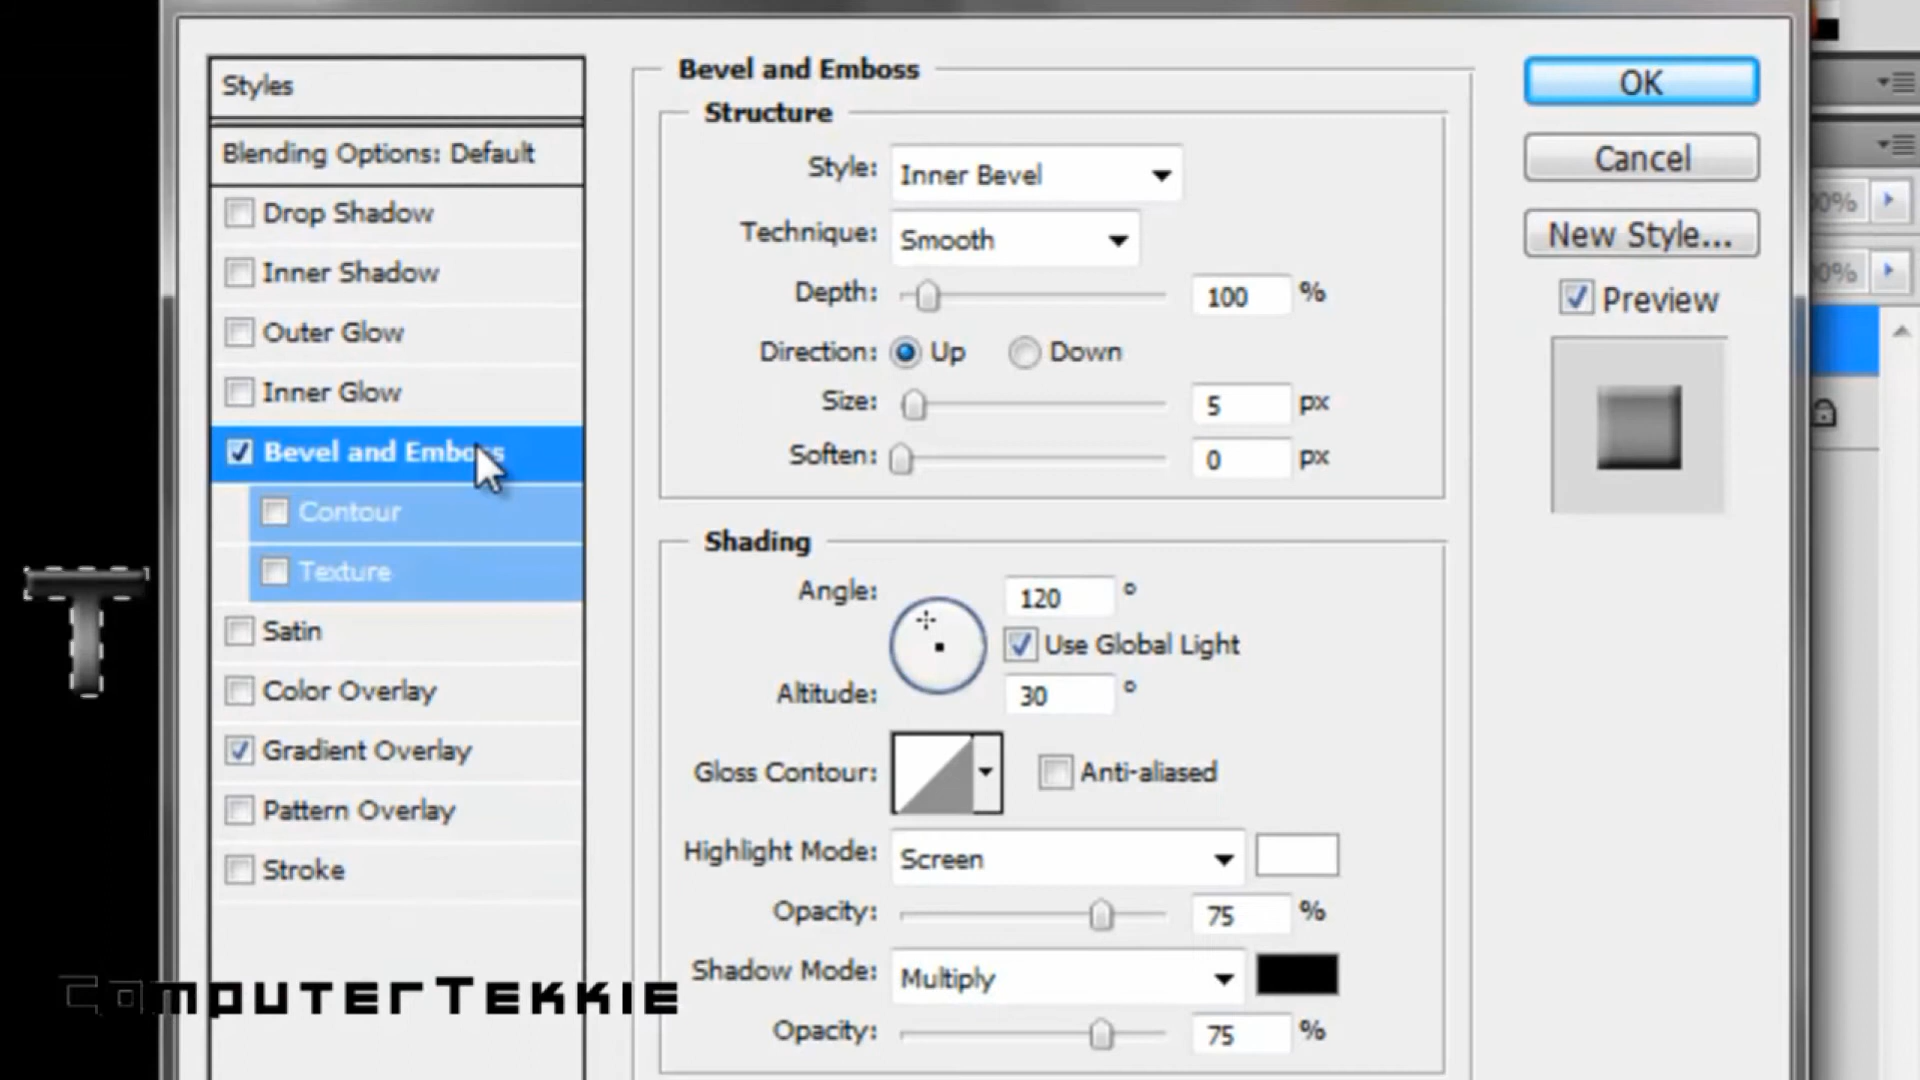 Styles
Blending Options: Default
Drop Shadow
Inner Shadow
Outer Glow
Inner Glow
Bevel and Emboss
Contour
Texture
Satin
Color Overlay
Gradient Overlay
Pattern Overlay
Stroke
Bevel and Emboss
Structure
Style: Inner Bevel
Technique: Smooth
Depth: 100 %
Direction: Up Down
Size: 5 px
Soften: 0 px
Shading
Angle: 120 °
Use Global Light
Altitude: 30 °
Gloss Contour: Anti-aliased
Highlight Mode: Screen
Opacity: 75 %
Shadow Mode: Multiply
Opacity: 75 %
OK
Cancel
New Style...
Preview
T
ComputerTekkie